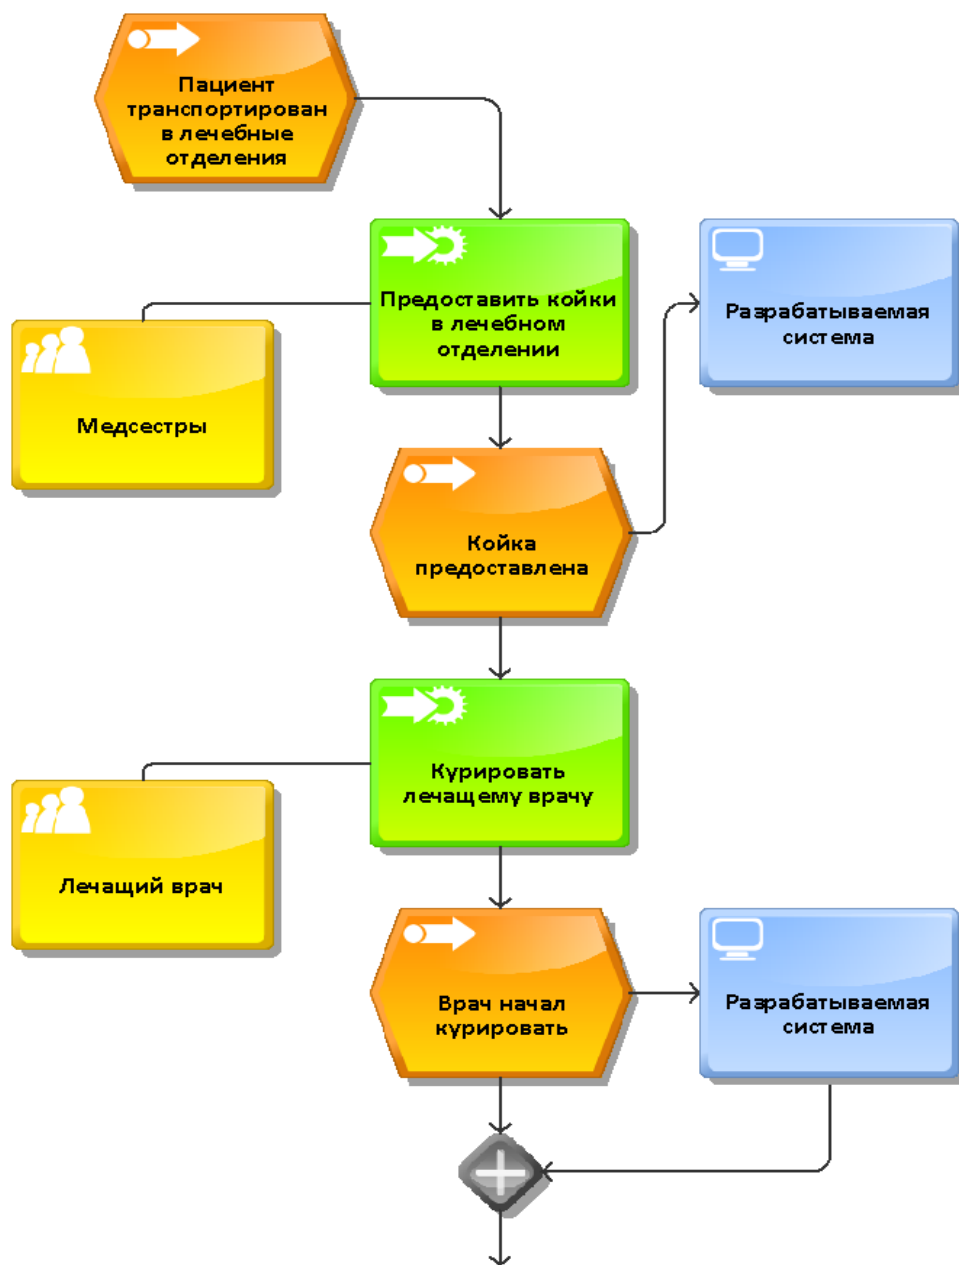 Пациент
транспортирован
в лечебные
отделения
Предоставить койки
в лечебном
отделении
Разрабатываемая
система
Медсестры
Койка
предоставлена
Курировать
лечащему врачу
Лечащий врач
Врач начал
курировать
Разрабатываемая
система